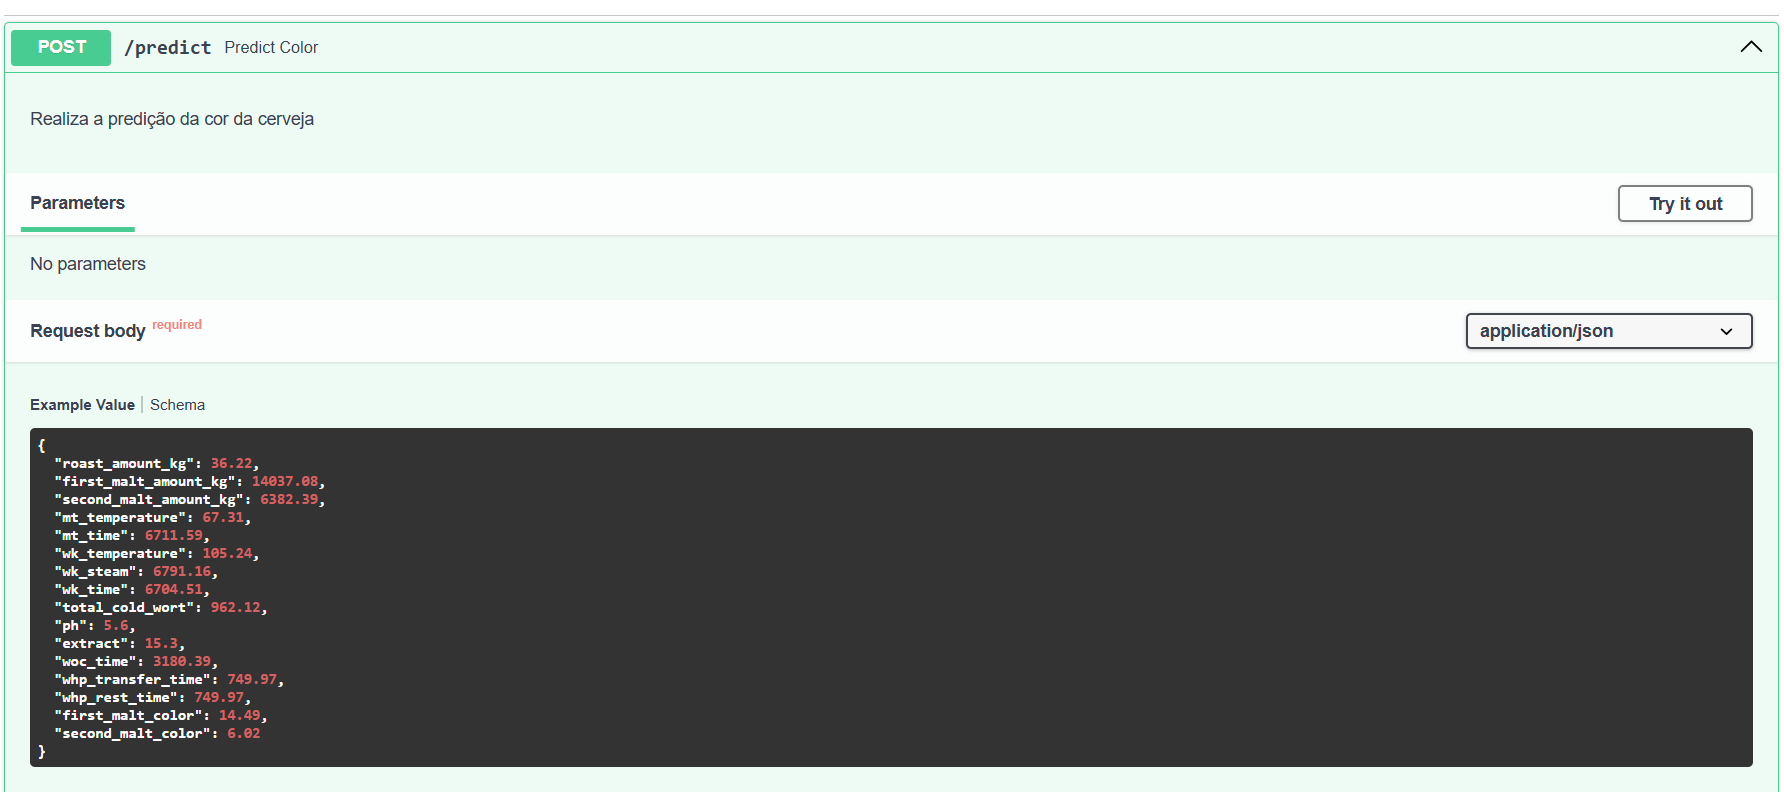 POST /predict Predict Color
Realiza a predição da cor da cerveja
Parameters
Try it out
No parameters
Request body required
application/json
Example Value | Schema
{
  "roast_amount_kg": 36.22,
  "first_malt_amount_kg": 14037.08,
  "second_malt_amount_kg": 6382.39,
  "mt_temperature": 67.31,
  "mt_time": 6711.59,
  "wk_temperature": 105.24,
  "wk_steam": 6791.16,
  "wk_time": 6704.51,
  "total_cold_wort": 962.12,
  "ph": 5.6,
  "extract": 15.3,
  "woc_time": 3180.39,
  "whp_transfer_time": 749.97,
  "whp_rest_time": 749.97,
  "first_malt_color": 14.49,
  "second_malt_color": 6.02
}